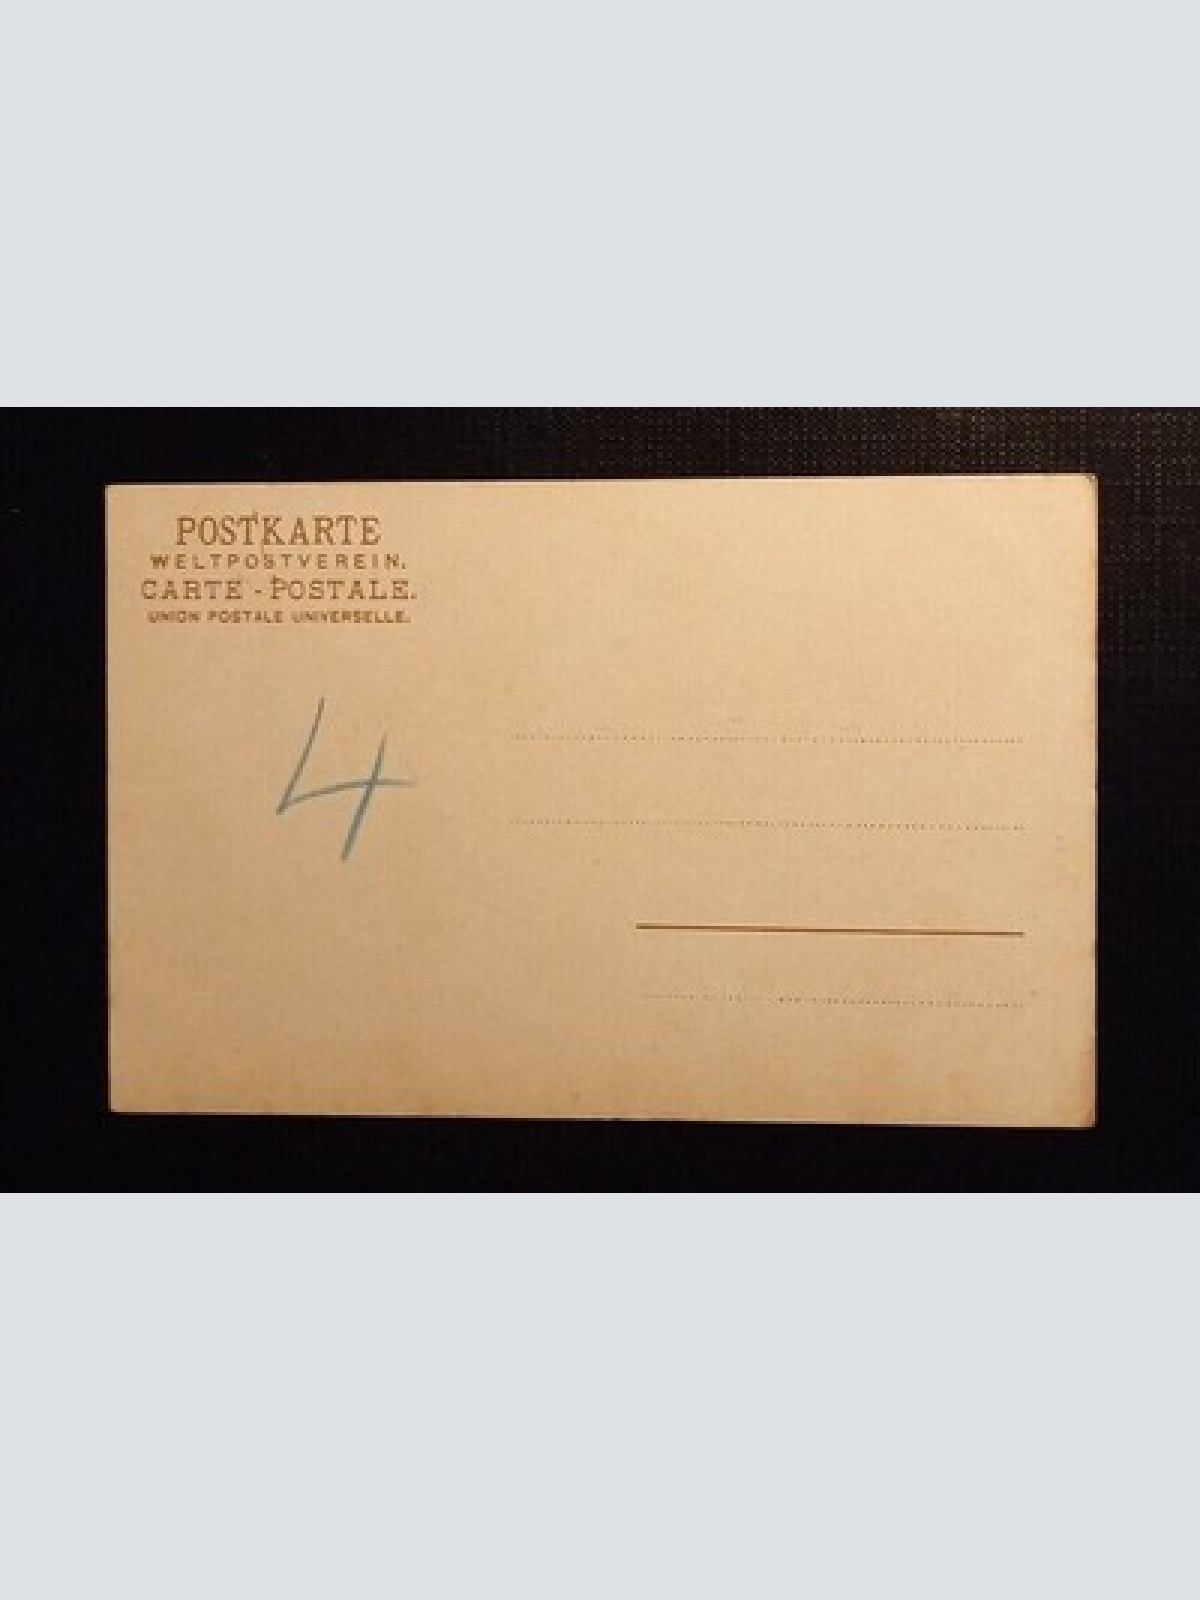 POSTKARTE
WELTPOSTVEREIN.
CARTE - POSTALE.
UNION POSTALE UNIVERSELLE.
4